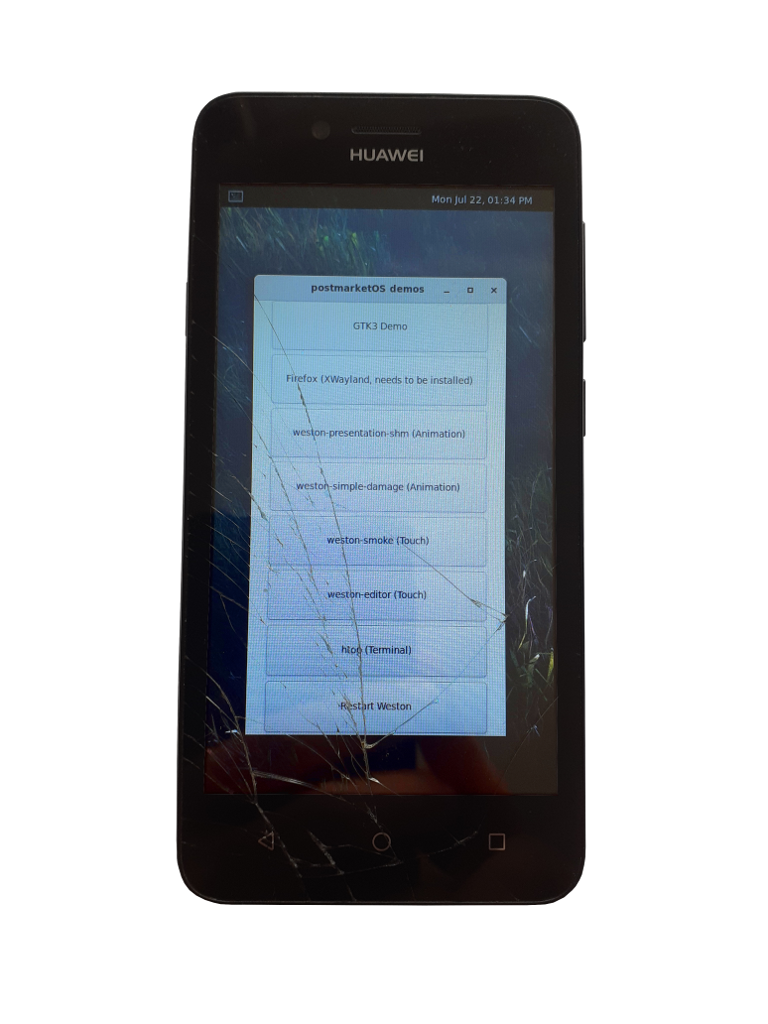 HUAWEI
Mon Jul 22, 01:34 PM
postmarketOS demos
GTK3 Demo
Firefox (XWayland, needs to be installed)
weston-presentation-shm (Animation)
weston-simple-damage (Animation)
weston-smoke (Touch)
weston-editor (Touch)
htop (Terminal)
Restart Weston